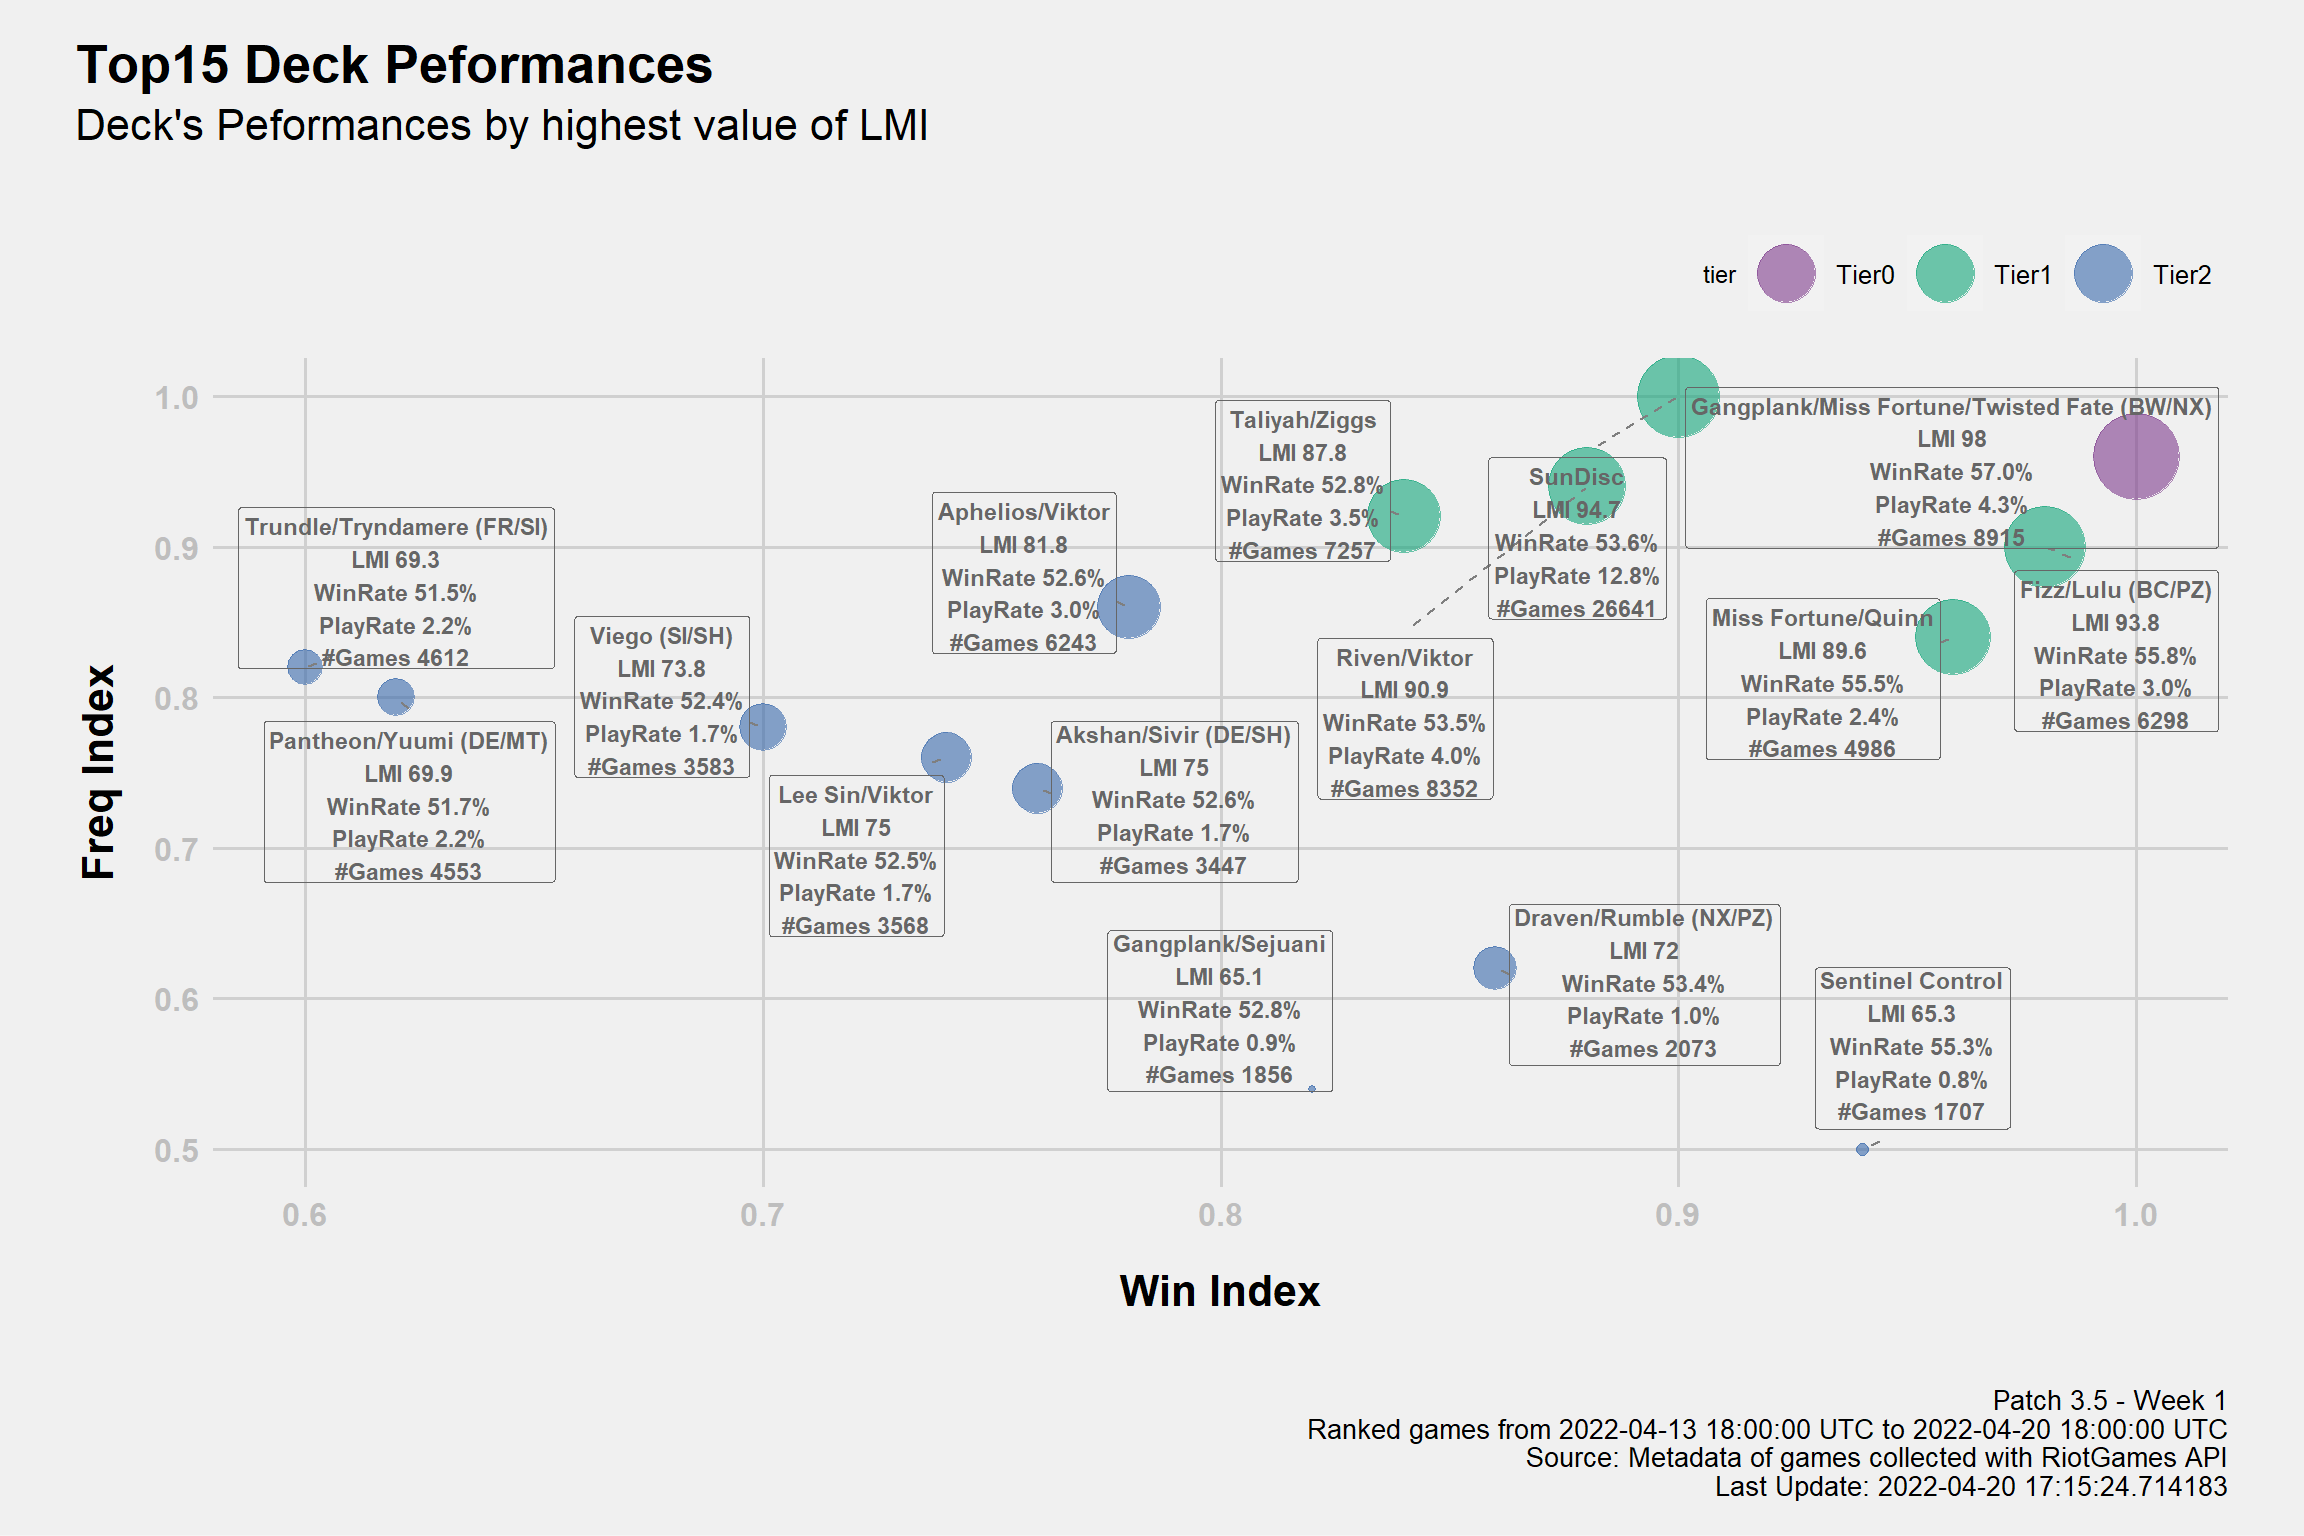 Top15 Deck Peformances
Deck's Peformances by highest value of LMI
tier
Tier0
Tier1
Tier2
Freq Index
1.0
0.9
0.8
0.7
0.6
0.5
Gangplank/Miss Fortune/Twisted Fate (BW/NX)
LMI 98
WinRate 57.0%
PlayRate 4.3%
#Games 8915
Taliyah/Ziggs
LMI 87.8
WinRate 52.8%
PlayRate 3.5%
#Games 7257
SunDisc
LMI 94.7
WinRate 53.6%
PlayRate 12.8%
#Games 26641
Aphelios/Viktor
LMI 81.8
WinRate 52.6%
PlayRate 3.0%
#Games 6243
Trundle/Tryndamere (FR/SI)
LMI 69.3
WinRate 51.5%
PlayRate 2.2%
#Games 4612
Fizz/Lulu (BC/PZ)
LMI 93.8
WinRate 55.8%
PlayRate 3.0%
#Games 6298
Miss Fortune/Quinn
LMI 89.6
WinRate 55.5%
PlayRate 2.4%
#Games 4986
Viego (SI/SH)
LMI 73.8
WinRate 52.4%
PlayRate 1.7%
#Games 3583
Riven/Viktor
LMI 90.9
WinRate 53.5%
PlayRate 4.0%
#Games 8352
Pantheon/Yuumi (DE/MT)
LMI 69.9
WinRate 51.7%
PlayRate 2.2%
#Games 4553
Akshan/Sivir (DE/SH)
LMI 75
WinRate 52.6%
PlayRate 1.7%
#Games 3447
Lee Sin/Viktor
LMI 75
WinRate 52.5%
PlayRate 1.7%
#Games 3568
Draven/Rumble (NX/PZ)
LMI 72
WinRate 53.4%
PlayRate 1.0%
#Games 2073
Gangplank/Sejuani
LMI 65.1
WinRate 52.8%
PlayRate 0.9%
#Games 1856
Sentinel Control
LMI 65.3
WinRate 55.3%
PlayRate 0.8%
#Games 1707
0.6
0.7
0.8
0.9
1.0
Win Index
Patch 3.5 - Week 1
Ranked games from 2022-04-13 18:00:00 UTC to 2022-04-20 18:00:00 UTC
Source: Metadata of games collected with RiotGames API
Last Update: 2022-04-20 17:15:24.714183